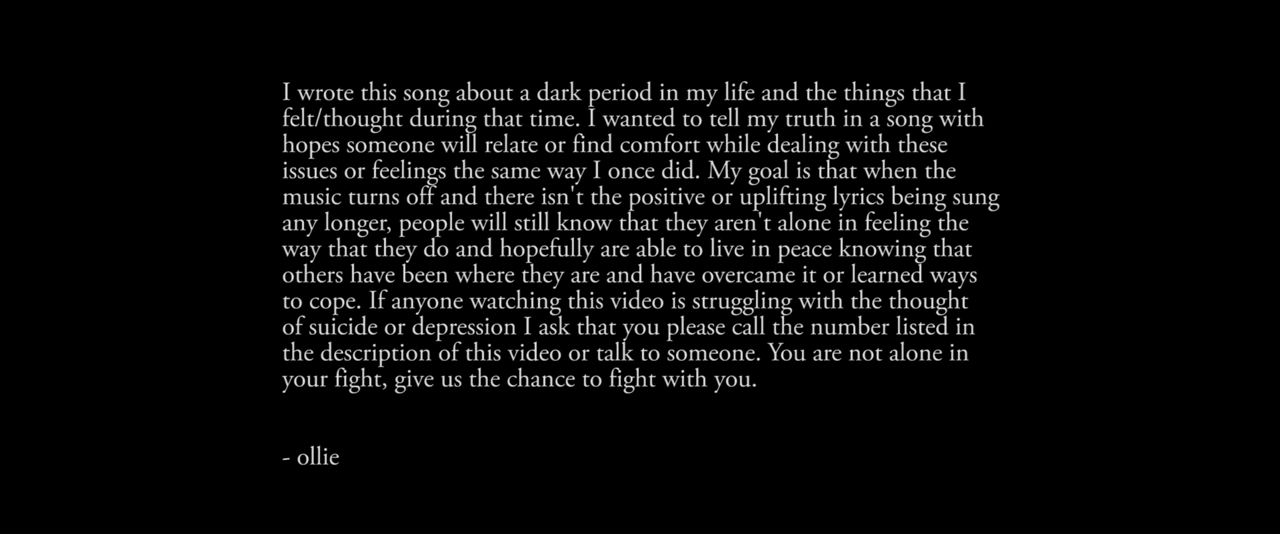 I wrote this song about a dark period in my life and the things that I
felt/thought during that time. I wanted to tell my truth in a song with
hopes someone will relate or find comfort while dealing with these
issues or feelings the same way I once did. My goal is that when the
music turns off and there isn't the positive or uplifting lyrics being sung
any longer, people will still know that they aren't alone in feeling the
way that they do and hopefully are able to live in peace knowing that
others have been where they are and have overcame it or learned ways
to cope. If anyone watching this video is struggling with the thought
of suicide or depression I ask that you please call the number listed in
the description of this video or talk to someone. You are not alone in
your fight, give us the chance to fight with you.
- ollie